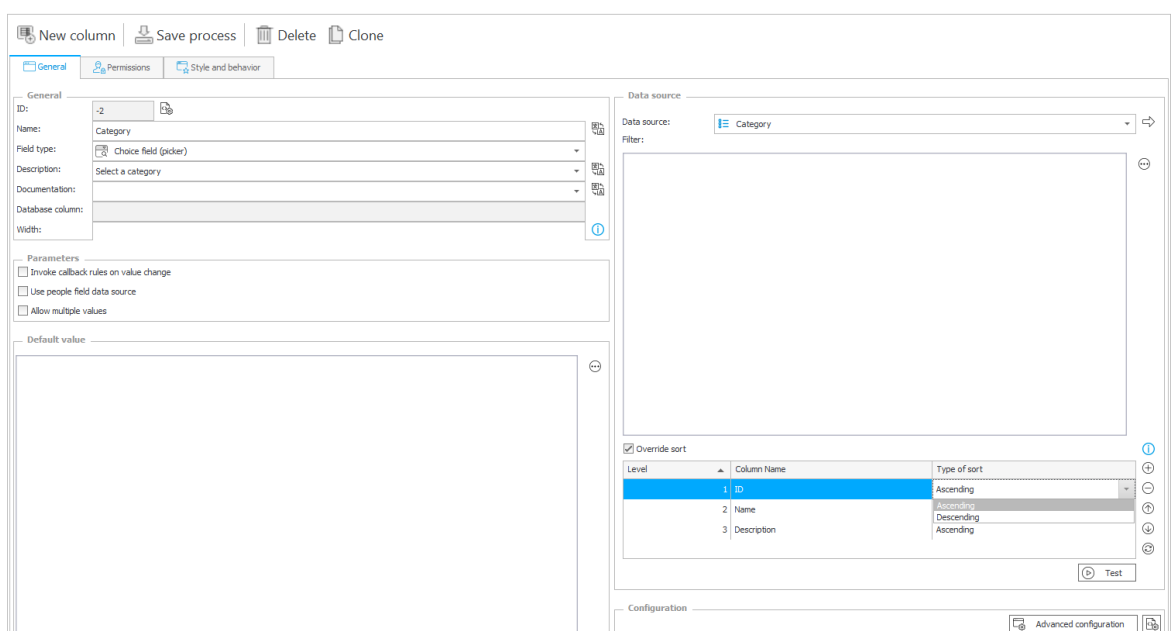 New column Save process Delete Clone
General Permissions Style and behavior
General
ID: -2
Name: Category
Field type: Choice field (picker)
Description: Select a category
Documentation:
Database column:
Width:
Parameters
Invoke callback rules on value change
Use people field data source
Allow multiple values
Default value
Data source
Data source: Category
Filter:
Override sort
Level Column Name Type of sort
1 ID Ascending
Ascending
2 Name
Descending
3 Description Ascending
Test
Configuration
Advanced configuration